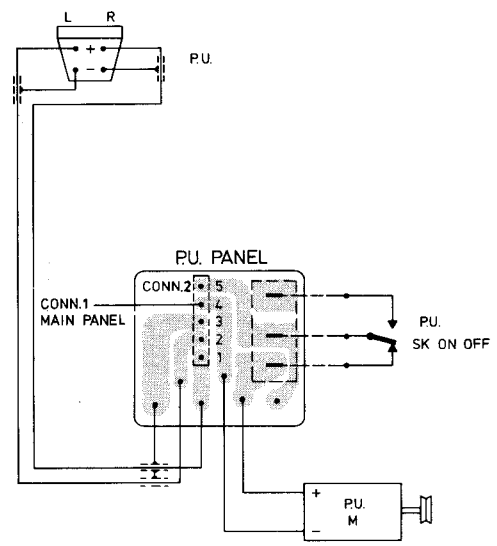 L R
+
−
P.U.
P.U. PANEL
CONN.2
5
4
3
2
1
CONN.1
MAIN PANEL
P.U.
SK ON OFF
+
−
P.U.
M